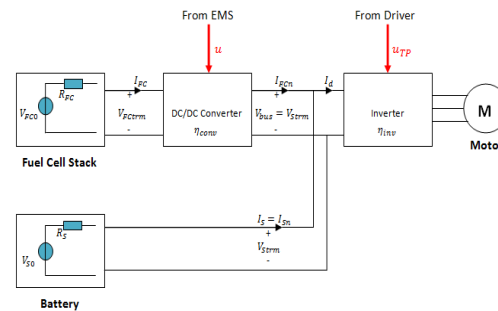 From EMS
From Driver
u
u_TP
I_FC
I_FCn
I_d
R_FC
+
+
V_FC0
V_FCtrm
DC/DC Converter
V_bus = V_Strm
Inverter
M
-
η_conv
-
η_inv
Motor
Fuel Cell Stack
I_S = I_Sn
R_S
+
V_S0
V_Strm
-
Battery